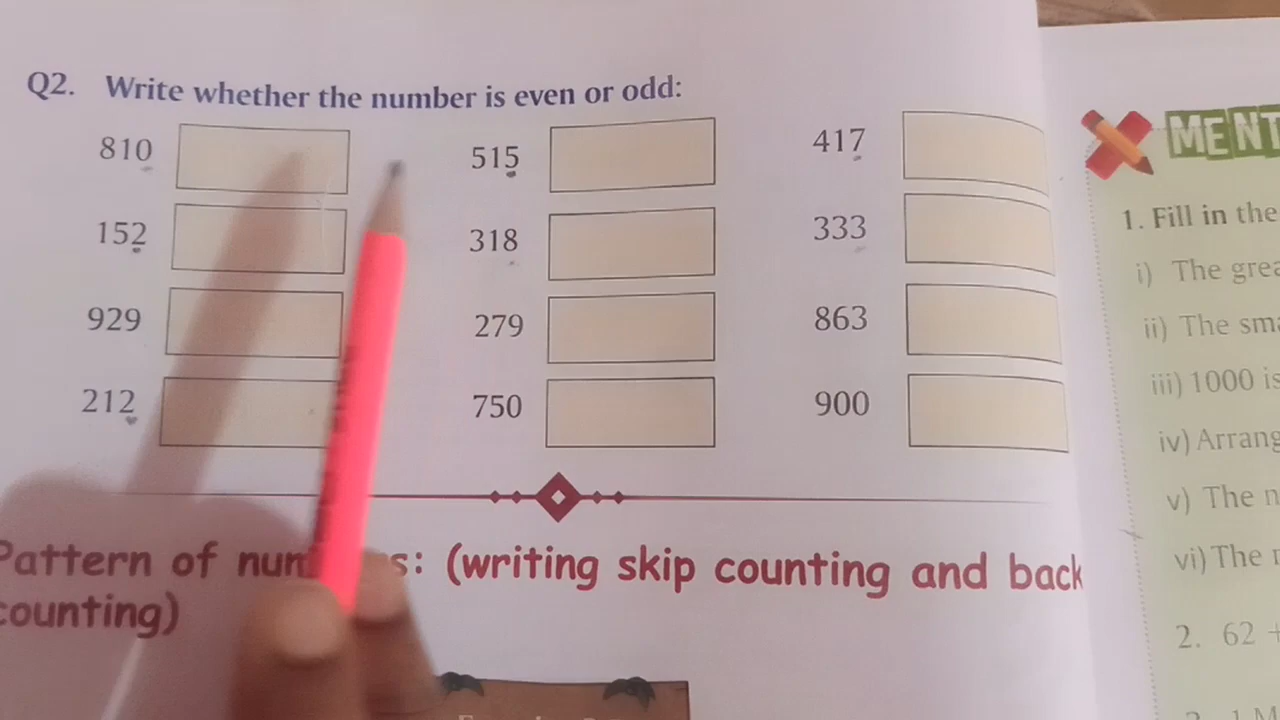 Q2. Write whether the number is even or odd:
810 515 417
152 318 333
929 279 863
212 750 900
Pattern of (writing skip counting and back
counting)
MENT
1. Fill in the
i) The grea
ii) The sma
iii) 1000 is
iv) Arrang
v) The n
vi) The
2. 62 +